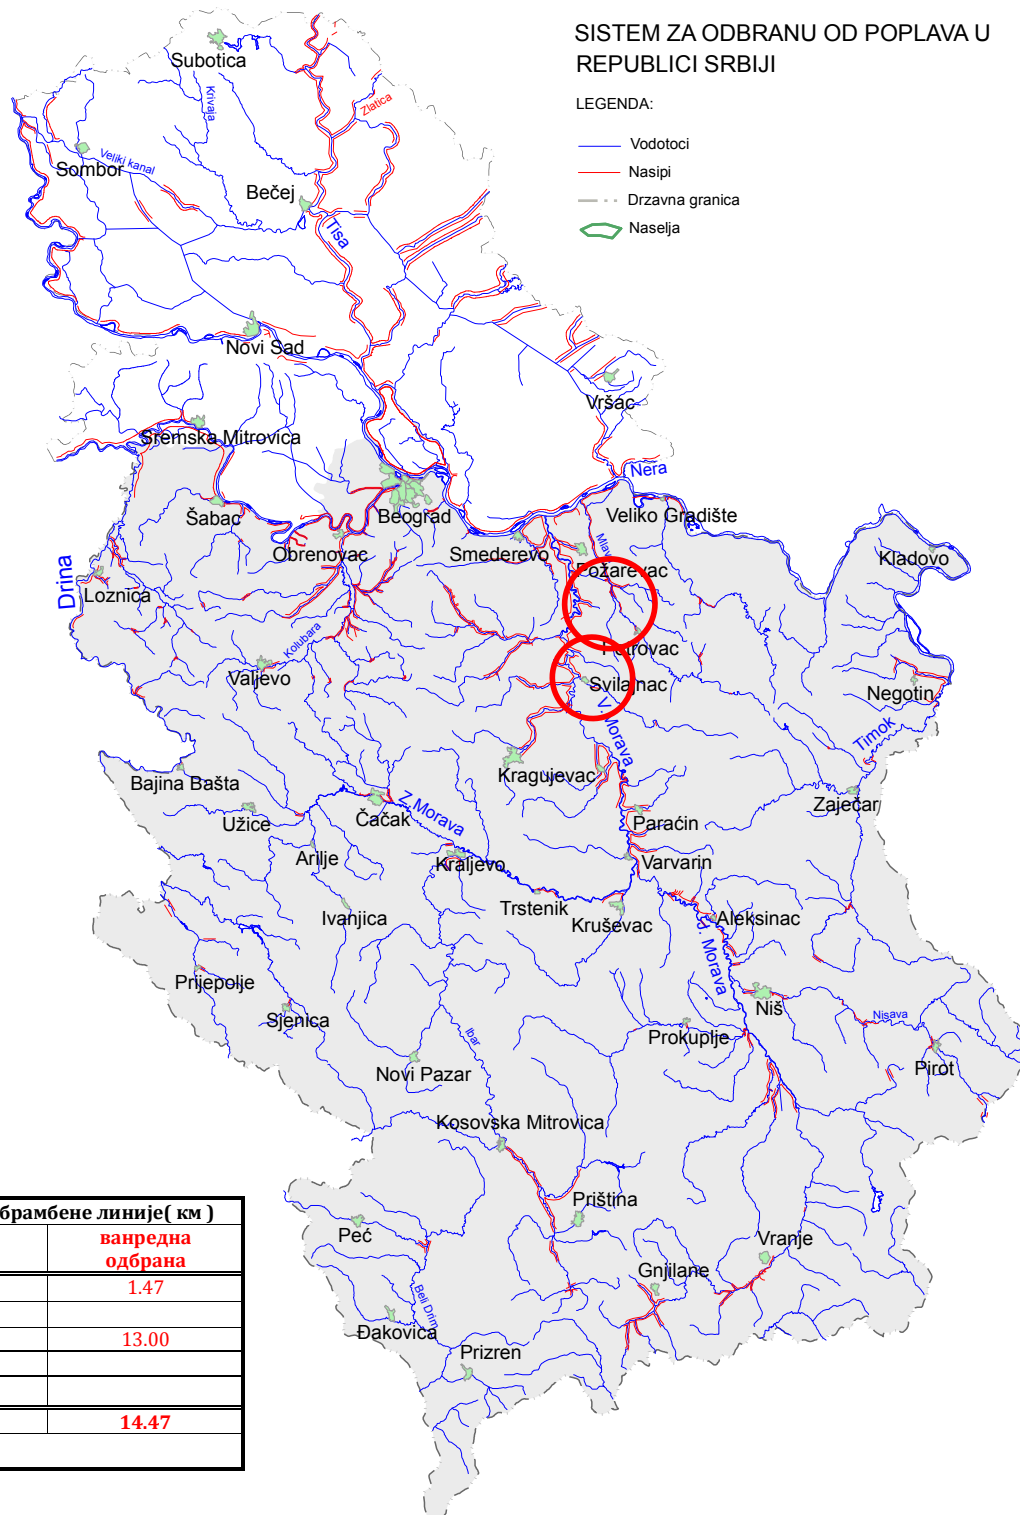 SISTEM ZA ODBRANU OD POPLAVA U
REPUBLICI SRBIJI
LEGENDA:
Vodotoci
Nasipi
Drzavna granica
Naselja
Subotica
Krivaja
Zlatica
Sombor
Veliki kanal
Bečej
Tisa
Novi Sad
Vršac
Sremska Mitrovica
Nera
Šabac
Beograd
Veliko Gradište
Obrenovac
Smederevo
Mlava
Požarevac
Kladovo
Drina
Loznica
Kolubara
Petrovac
Valjevo
Svilajnac
Negotin
V. Morava
Timok
Kragujevac
Bajina Bašta
Užice
Čačak
Z. Morava
Zaječar
Paraćin
Arilje
Kraljevo
Varvarin
Ivanjica
Trstenik
Kruševac
Aleksinac
J. Morava
Prijepolje
Sjenica
Niš
Nisava
Ibar
Prokuplje
Novi Pazar
Pirot
Kosovska Mitrovica
Priština
Peć
Vranje
Gnjilane
Beli Drim
Đakovica
Prizren
брамбене линије( км )
ванредна
одбрана
1.47
13.00
14.47